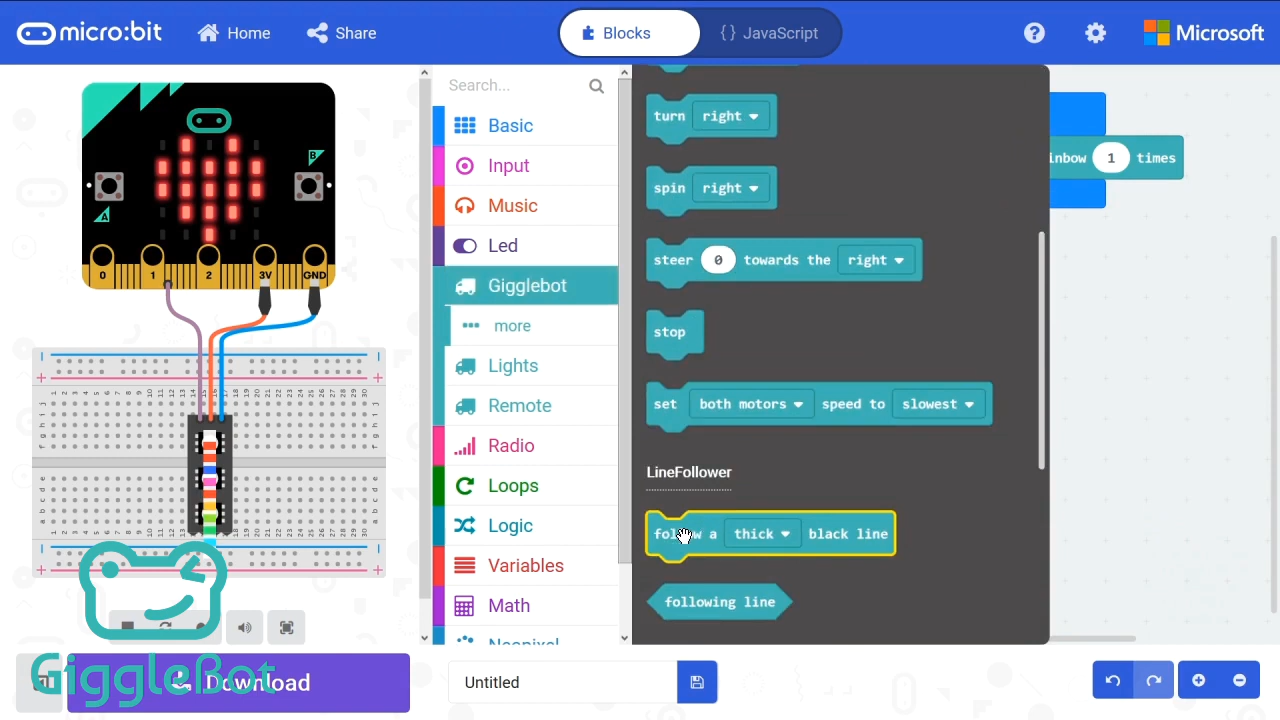 micro:bit
Home
Share
Blocks
{} JavaScript
Microsoft
Search...
Basic
Input
Music
Led
Gigglebot
more
Lights
Remote
Radio
Loops
Logic
Variables
Math
Neopixel
turn right
spin right
steer 0 towards the right
stop
set both motors speed to slowest
LineFollower
follow a thick black line
following line
inbow 1 times
A
B
0 1 2 3V GND
GiggleBot
Download
Untitled